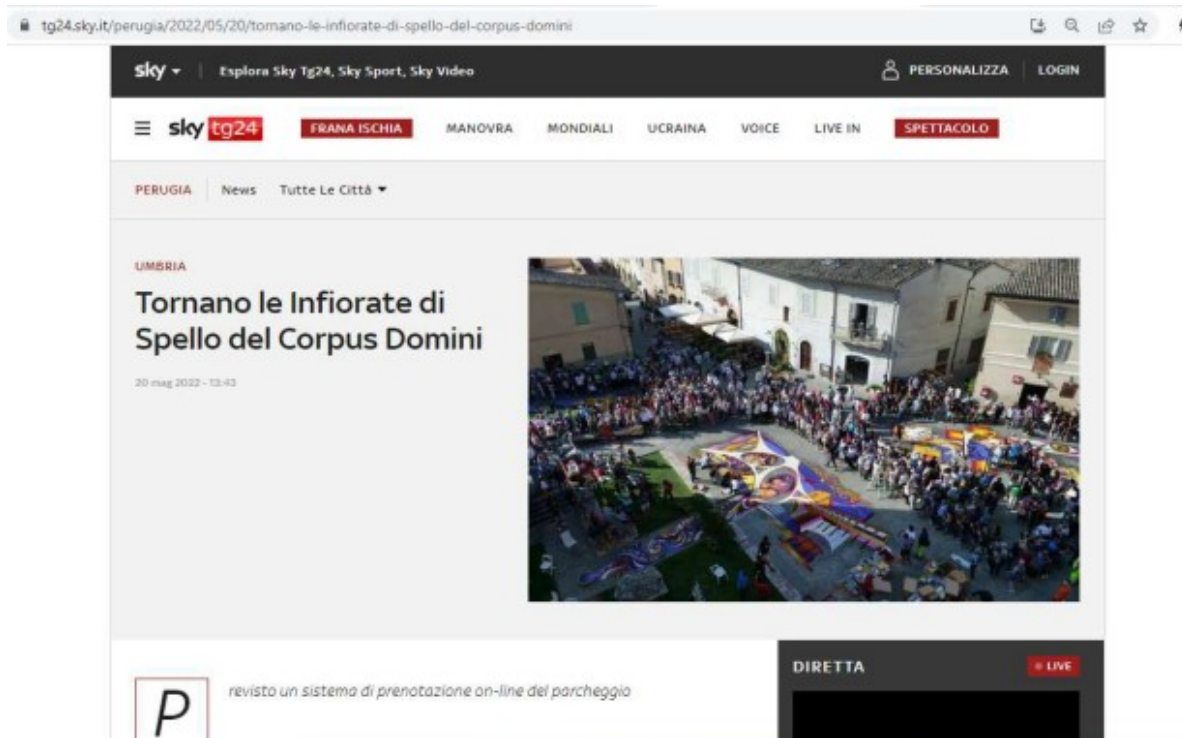 tg24.sky.it/perugia/2022/05/20/tornano-le-infiorate-di-spello-del-corpus-domini
sky Esplora Sky Tg24, Sky Sport, Sky Video PERSONALIZZA LOGIN
sky tg24 FRANA ISCHIA MANOVRA MONDIALI UCRAINA VOICE LIVE IN SPETTACOLO
PERUGIA News Tutte Le Città
UMBRIA
Tornano le Infiorate di
Spello del Corpus Domini
20 mag 2022 - 13:43
Previsto un sistema di prenotazione on-line del parcheggio
DIRETTA LIVE